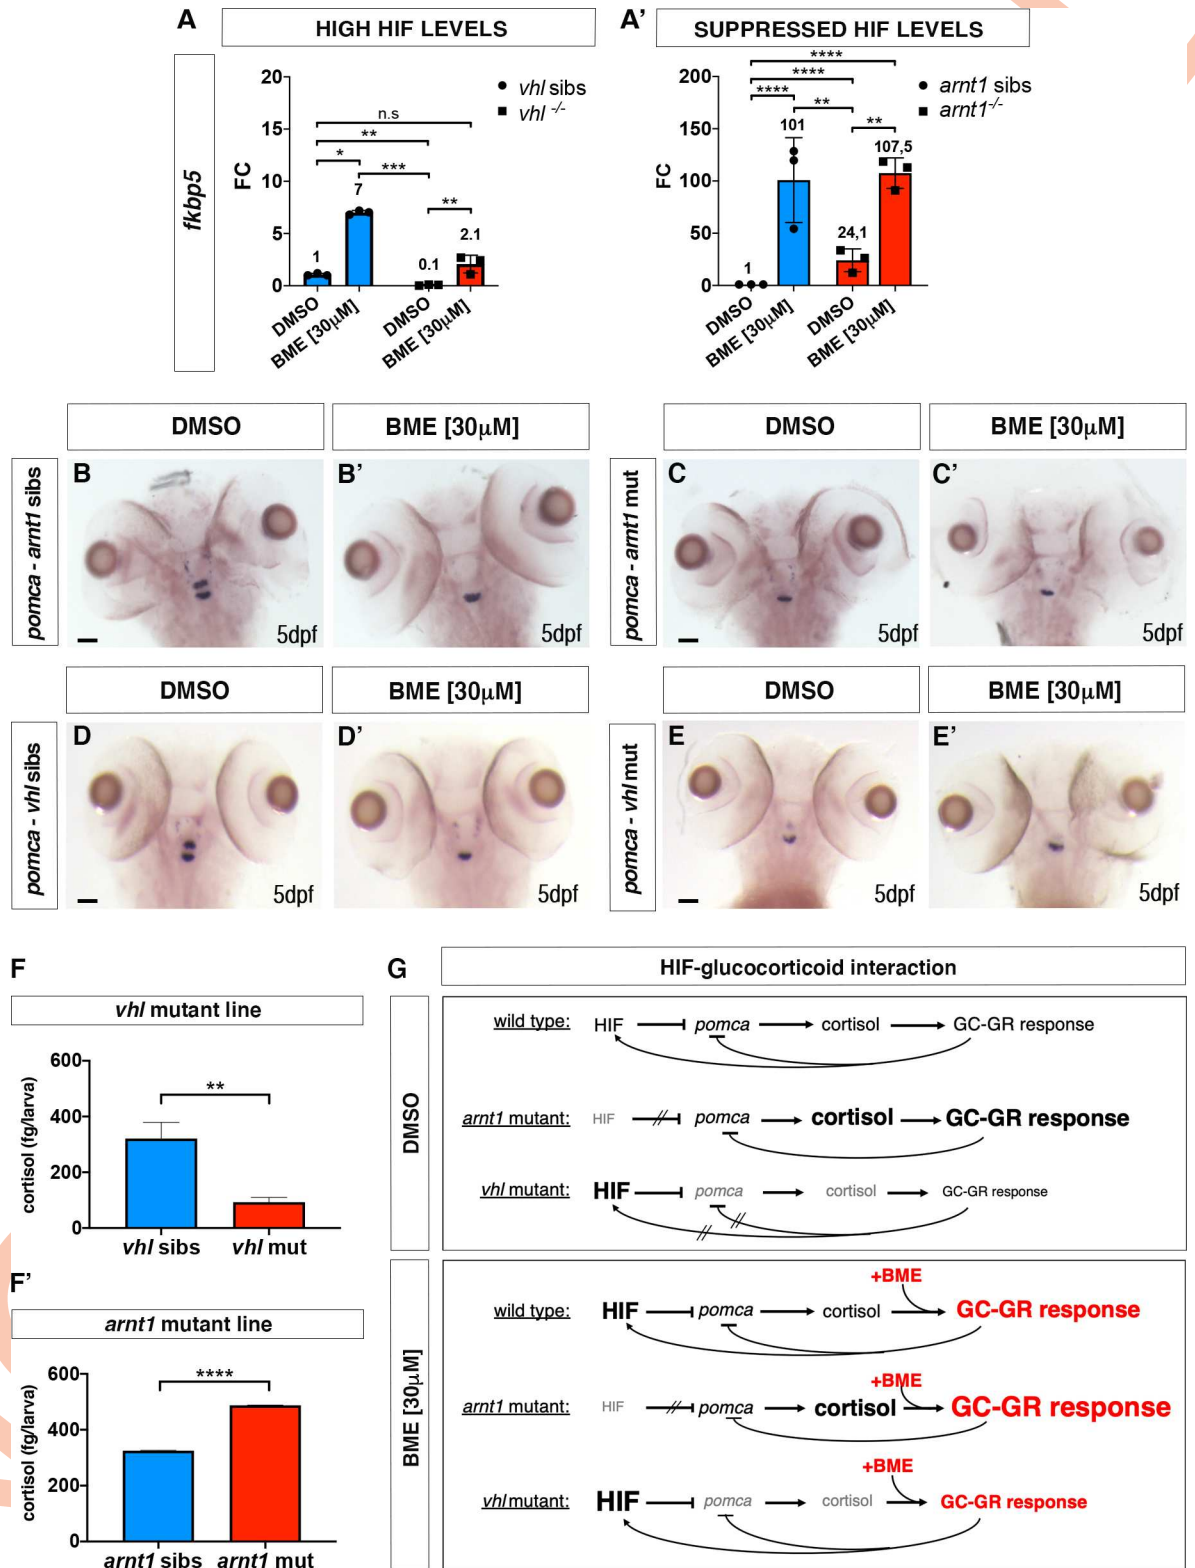 A
HIGH HIF LEVELS
A’
SUPPRESSED HIF LEVELS
fkbp5
FC
20
15
10
5
0
vhl sibs
vhl -/-
n.s
**
*
***
**
1
7
0.1
2.1
DMSO
BME [30µM]
DMSO
BME [30µM]
FC
200
150
100
50
0
arnt1 sibs
arnt1-/-
****
****
****
**
**
1
101
24,1
107,5
DMSO
BME [30µM]
DMSO
BME [30µM]
DMSO
BME [30µM]
DMSO
BME [30µM]
pomca - arnt1 sibs
B
5dpf
B’
5dpf
pomca - arnt1 mut
C
5dpf
C’
5dpf
DMSO
BME [30µM]
DMSO
BME [30µM]
pomca - vhl sibs
D
5dpf
D’
5dpf
pomca - vhl mut
E
5dpf
E’
5dpf
F
vhl mutant line
cortisol (fg/larva)
600
400
200
0
**
vhl sibs
vhl mut
F’
arnt1 mutant line
cortisol (fg/larva)
600
400
200
0
****
arnt1 sibs
arnt1 mut
G
HIF-glucocorticoid interaction
DMSO
wild type: HIF pomca cortisol GC-GR response
arnt1 mutant: HIF // pomca cortisol GC-GR response
vhl mutant: HIF pomca cortisol GC-GR response
// //
BME [30µM]
+BME
wild type: HIF pomca cortisol GC-GR response
+BME
arnt1 mutant: HIF // pomca cortisol GC-GR response
+BME
vhl mutant: HIF pomca cortisol GC-GR response